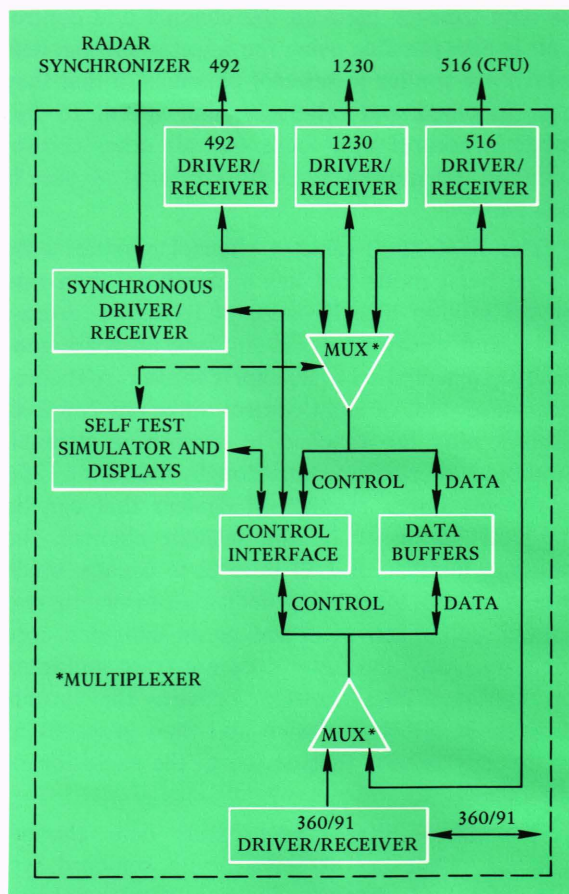 RADAR
SYNCHRONIZER
492
1230
516 (CFU)
492
DRIVER/
RECEIVER
1230
DRIVER/
RECEIVER
516
DRIVER/
RECEIVER
SYNCHRONOUS
DRIVER/
RECEIVER
MUX*
SELF TEST
SIMULATOR AND
DISPLAYS
CONTROL
DATA
CONTROL
INTERFACE
DATA
BUFFERS
CONTROL
DATA
*MULTIPLEXER
MUX*
360/91
DRIVER/RECEIVER
360/91